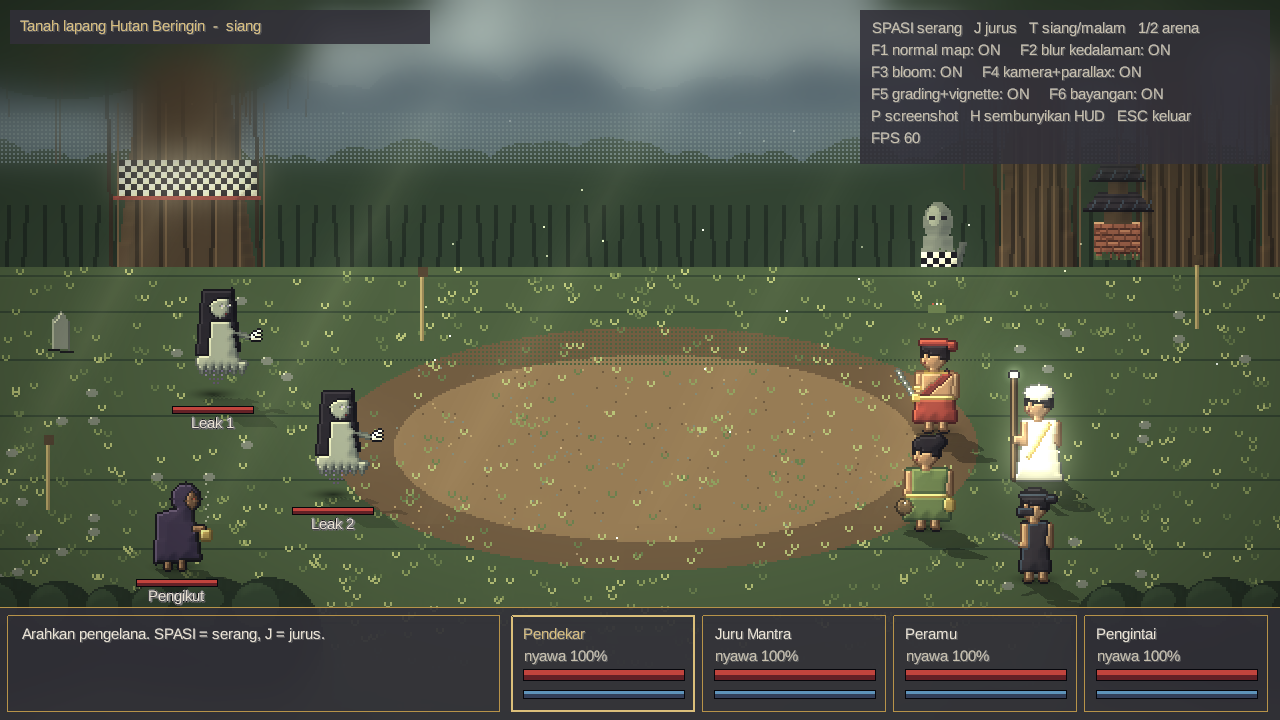 Tanah lapang Hutan Beringin - siang
SPASI serang J jurus T siang/malam 1/2 arena
F1 normal map: ON F2 blur kedalaman: ON
F3 bloom: ON F4 kamera+parallax: ON
F5 grading+vignette: ON F6 bayangan: ON
P screenshot H sembunyikan HUD ESC keluar
FPS 60
Leak 1
Leak 2
Pengikut
Arahkan pengelana. SPASI = serang, J = jurus.
Pendekar
nyawa 100%
Juru Mantra
nyawa 100%
Peramu
nyawa 100%
Pengintai
nyawa 100%